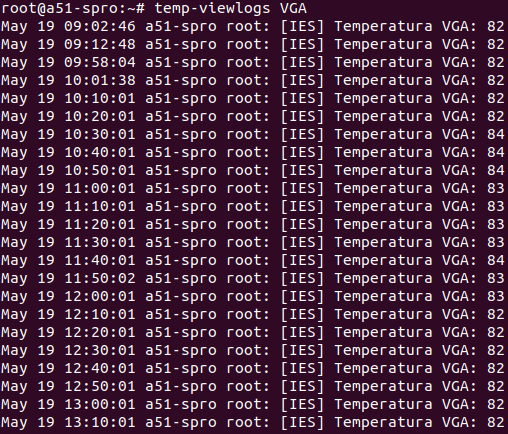 root@a51-spro:~# temp-viewlogs VGA
May 19 09:02:46 a51-spro root: [IES] Temperatura VGA: 82
May 19 09:12:48 a51-spro root: [IES] Temperatura VGA: 82
May 19 09:58:04 a51-spro root: [IES] Temperatura VGA: 82
May 19 10:01:38 a51-spro root: [IES] Temperatura VGA: 82
May 19 10:10:01 a51-spro root: [IES] Temperatura VGA: 82
May 19 10:20:01 a51-spro root: [IES] Temperatura VGA: 82
May 19 10:30:01 a51-spro root: [IES] Temperatura VGA: 84
May 19 10:40:01 a51-spro root: [IES] Temperatura VGA: 84
May 19 10:50:01 a51-spro root: [IES] Temperatura VGA: 84
May 19 11:00:01 a51-spro root: [IES] Temperatura VGA: 83
May 19 11:10:01 a51-spro root: [IES] Temperatura VGA: 83
May 19 11:20:01 a51-spro root: [IES] Temperatura VGA: 83
May 19 11:30:01 a51-spro root: [IES] Temperatura VGA: 83
May 19 11:40:01 a51-spro root: [IES] Temperatura VGA: 84
May 19 11:50:02 a51-spro root: [IES] Temperatura VGA: 83
May 19 12:00:01 a51-spro root: [IES] Temperatura VGA: 83
May 19 12:10:01 a51-spro root: [IES] Temperatura VGA: 82
May 19 12:20:01 a51-spro root: [IES] Temperatura VGA: 82
May 19 12:30:01 a51-spro root: [IES] Temperatura VGA: 82
May 19 12:40:01 a51-spro root: [IES] Temperatura VGA: 82
May 19 12:50:01 a51-spro root: [IES] Temperatura VGA: 82
May 19 13:00:01 a51-spro root: [IES] Temperatura VGA: 82
May 19 13:10:01 a51-spro root: [IES] Temperatura VGA: 82